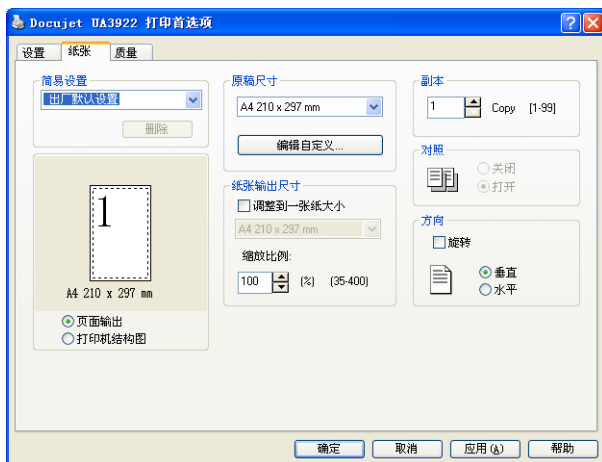 Docujet UA3922 打印首选项
设置
纸张
质量
简易设置
出厂默认设置
删除
1
A4 210 x 297 mm
页面输出
打印机结构图
原稿尺寸
A4 210 x 297 mm
编辑自定义...
纸张输出尺寸
调整到一张纸大小
A4 210 x 297 mm
缩放比例:
100 (%) (35-400)
副本
1 Copy [1-99]
对照
关闭
打开
方向
旋转
垂直
水平
确定
取消
应用(A)
帮助